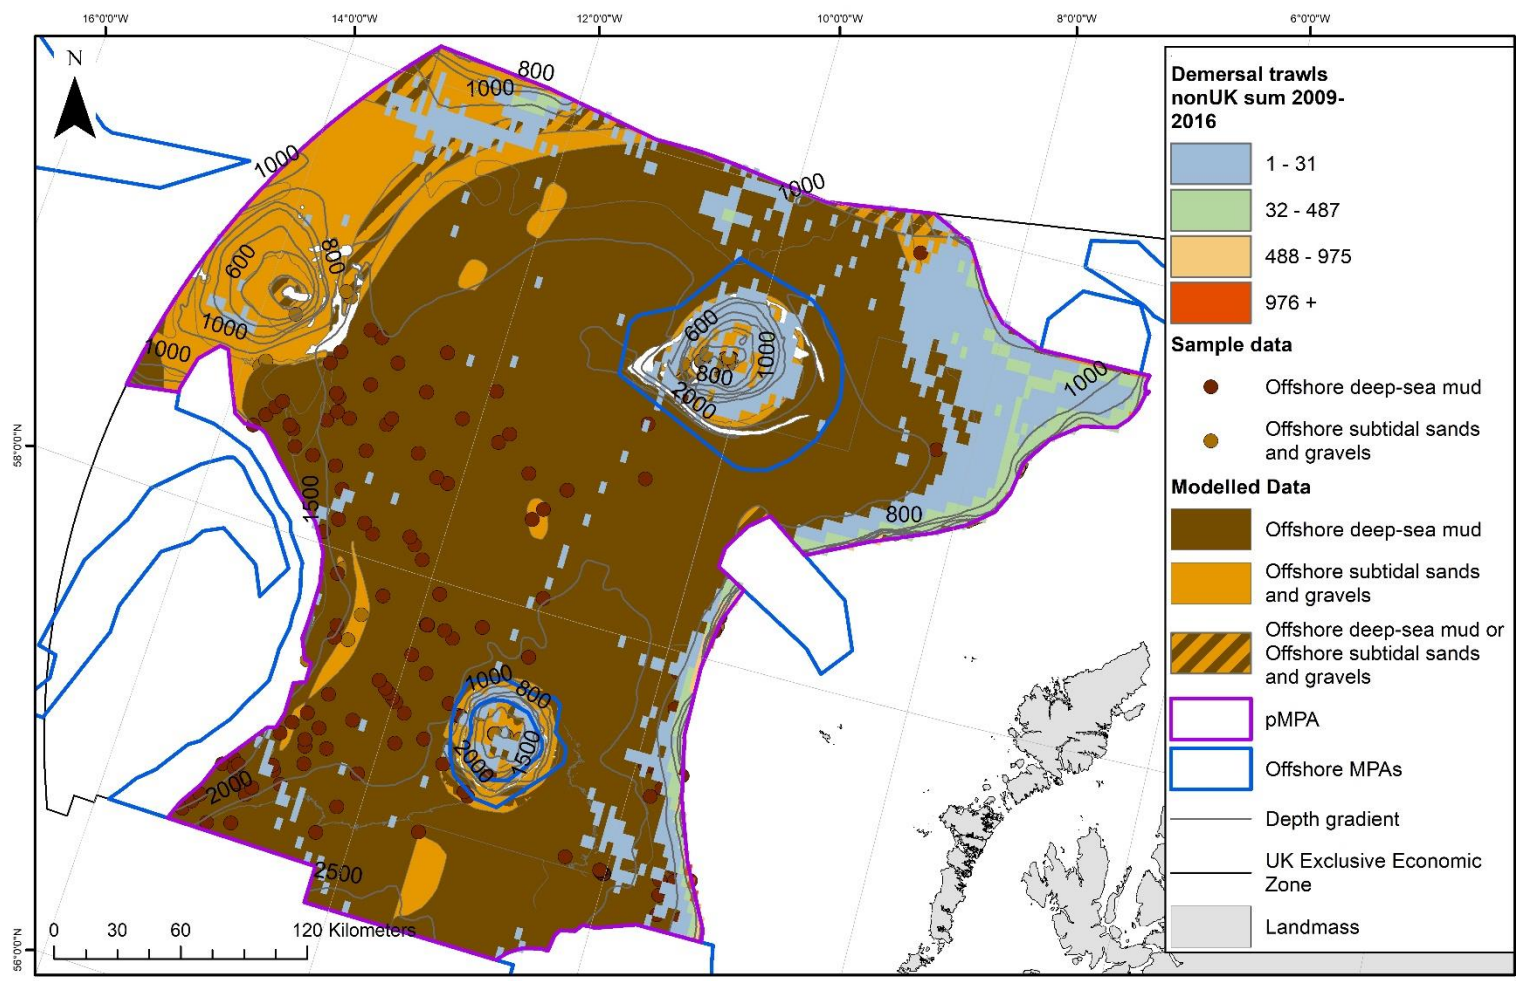 16°0'0"W
14°0'0"W
12°0'0"W
10°0'0"W
8°0'0"W
6°0'0"W
N
58°0'0"N
56°0'0"N
800
1000
1000
1000
600
800
1000
1000
600
1000
800
2000
1000
800
1500
1000
800
2000
1500
2000
2500
0
30
60
120 Kilometers
Demersal trawls
nonUK sum 2009-
2016
1 - 31
32 - 487
488 - 975
976 +
Sample data
Offshore deep-sea mud
Offshore subtidal sands
and gravels
Modelled Data
Offshore deep-sea mud
Offshore subtidal sands
and gravels
Offshore deep-sea mud or
Offshore subtidal sands
and gravels
pMPA
Offshore MPAs
Depth gradient
UK Exclusive Economic
Zone
Landmass